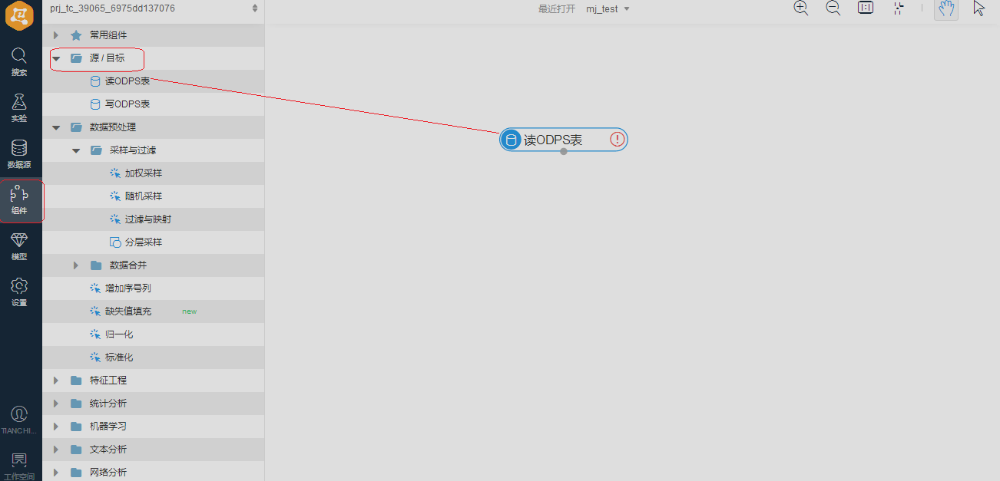 prj_tc_39065_6975dd137076
最近打开 mj_test
搜索
实验
数据源
组件
模型
设置
TIANCHI...
工作空间
常用组件
源 / 目标
读ODPS表
写ODPS表
数据预处理
采样与过滤
加权采样
随机采样
过滤与映射
分层采样
数据合并
增加序号列
缺失值填充 new
归一化
标准化
特征工程
统计分析
机器学习
文本分析
网络分析
读ODPS表